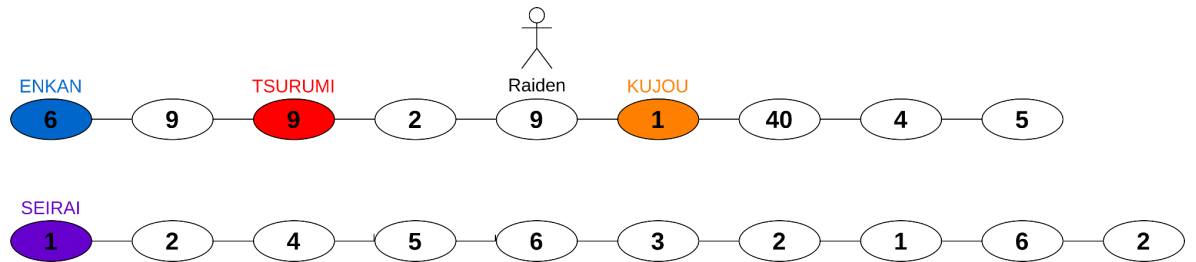 Raiden
ENKAN TSURUMI KUJOU
6 9 9 2 9 1 40 4 5
SEIRAI
1 2 4 5 6 3 2 1 6 2